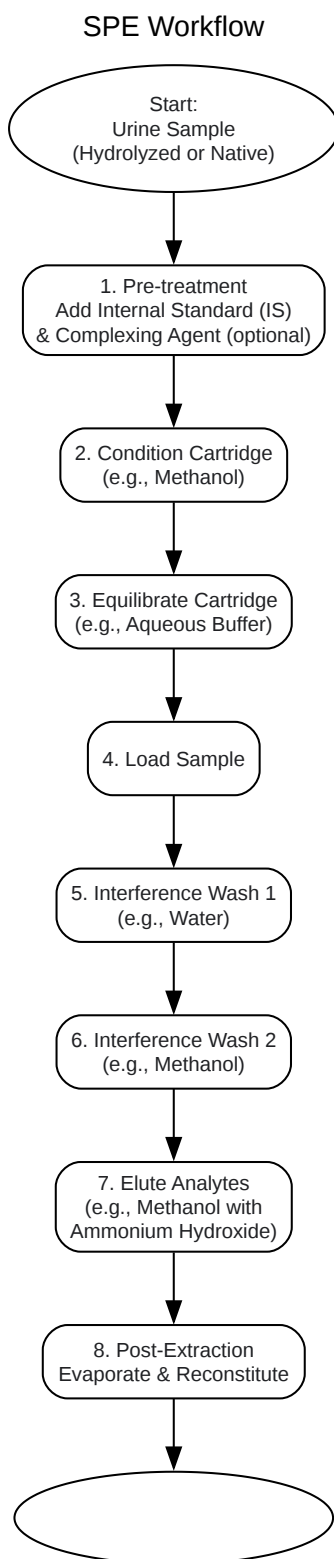 SPE Workflow
Start:
Urine Sample
(Hydrolyzed or Native)
1. Pre-treatment
Add Internal Standard (IS)
& Complexing Agent (optional)
2. Condition Cartridge
(e.g., Methanol)
3. Equilibrate Cartridge
(e.g., Aqueous Buffer)
4. Load Sample
5. Interference Wash 1
(e.g., Water)
6. Interference Wash 2
(e.g., Methanol)
7. Elute Analytes
(e.g., Methanol with
Ammonium Hydroxide)
8. Post-Extraction
Evaporate & Reconstitute